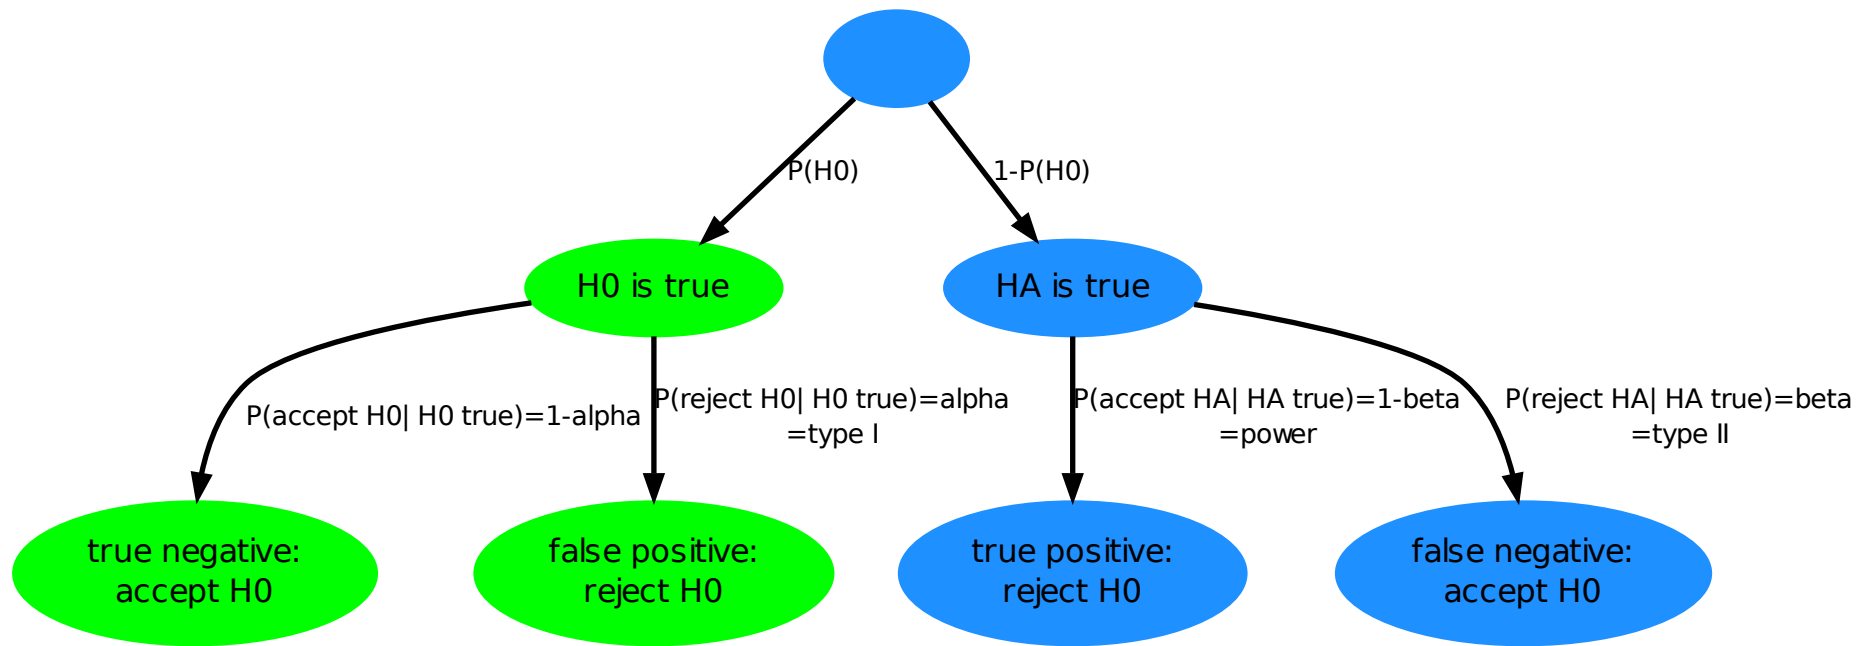 P(H0)
1-P(H0)
H0 is true
HA is true
P(accept H0| H0 true)=1-alpha
P(reject H0| H0 true)=alpha
=type I
P(accept HA| HA true)=1-beta
=power
P(reject HA| HA true)=beta
=type II
true negative:
accept H0
false positive:
reject H0
true positive:
reject H0
false negative:
accept H0